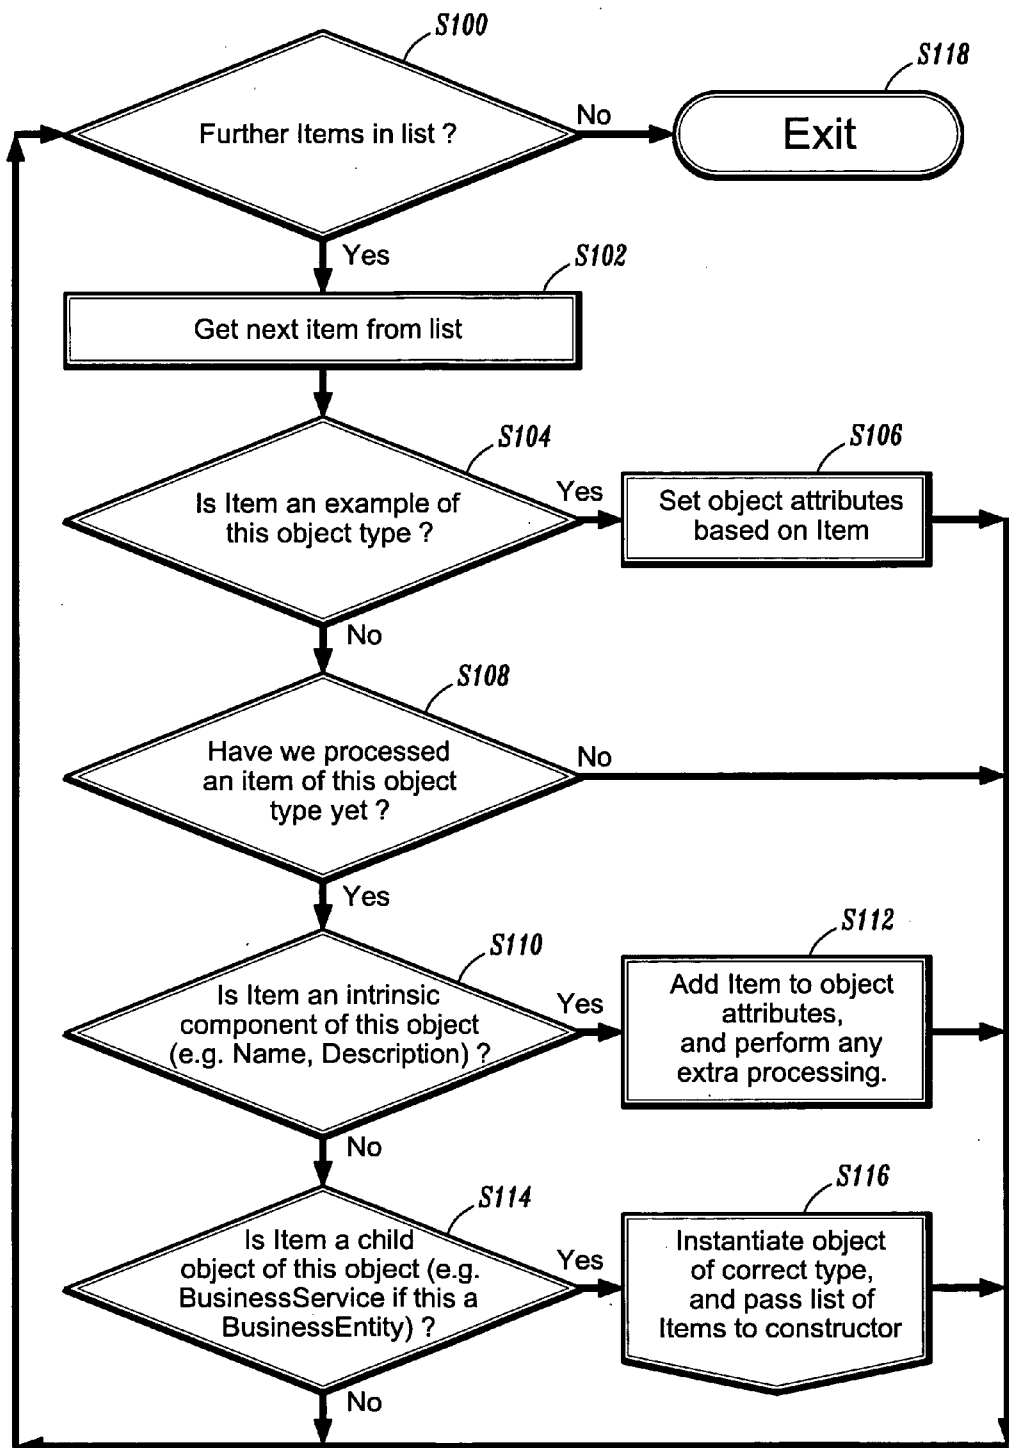 S100
S118
Further Items in list ?
No
Exit
Yes
S102
Get next item from list
S104
S106
Is Item an example of
this object type ?
Yes
Set object attributes
based on Item
No
S108
Have we processed
an item of this object
type yet ?
No
Yes
S110
S112
Is Item an intrinsic
component of this object
(e.g. Name, Description) ?
Yes
Add Item to object
attributes,
and perform any
extra processing.
No
S114
S116
Is Item a child
object of this object (e.g.
BusinessService if this a
BusinessEntity) ?
Yes
Instantiate object
of correct type,
and pass list of
Items to constructor
No